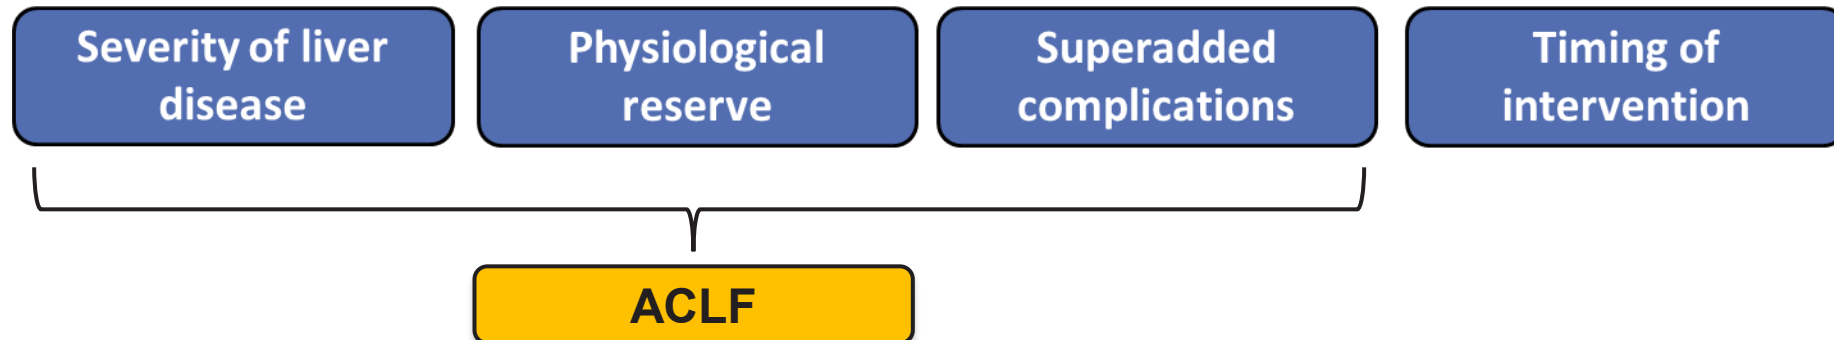 Severity of liver
disease
Physiological
reserve
Superadded
complications
Timing of
intervention
ACLF